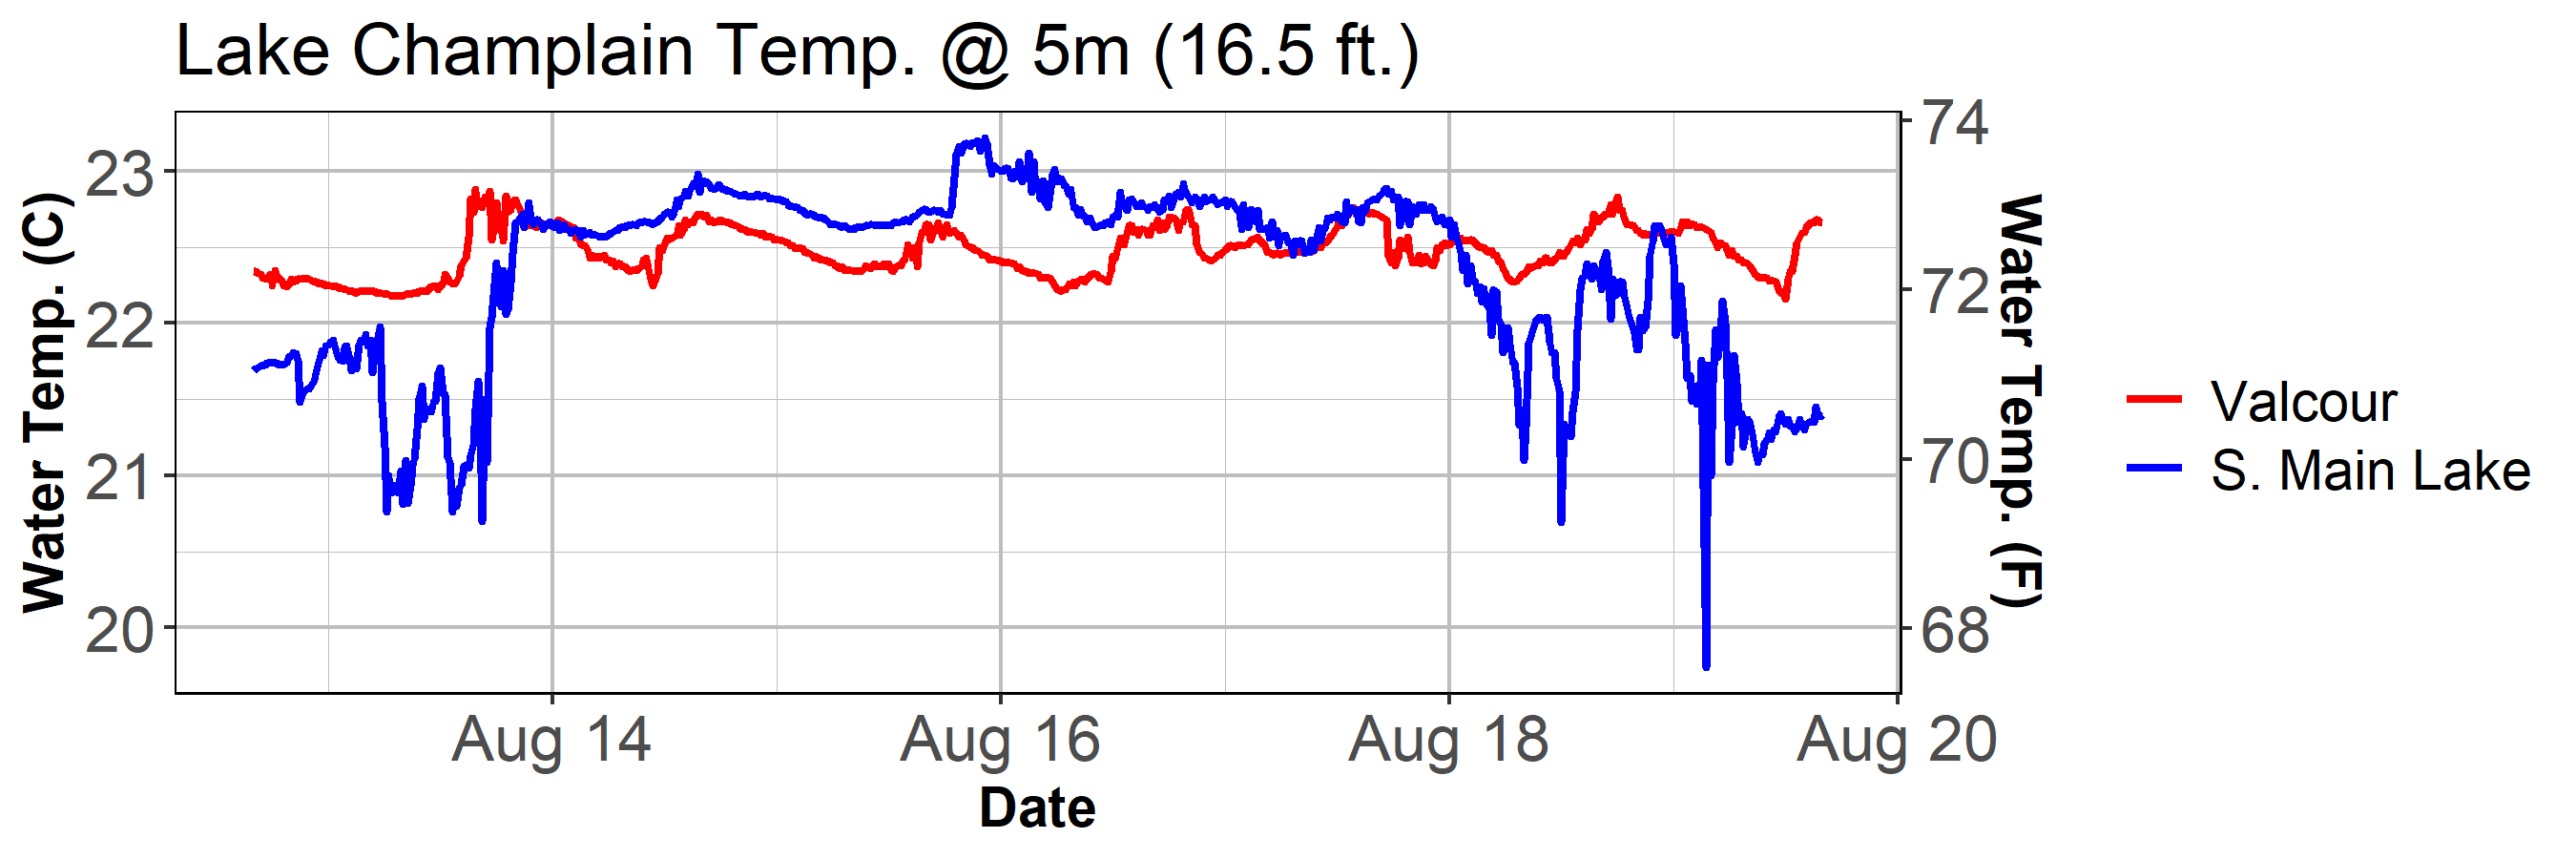 Lake Champlain Temp. @ 5m (16.5 ft.)
Water Temp. (C)
23
22
21
20
74
72
70
68
Water Temp. (F)
Aug 14
Aug 16
Aug 18
Aug 20
Date
Valcour
S. Main Lake